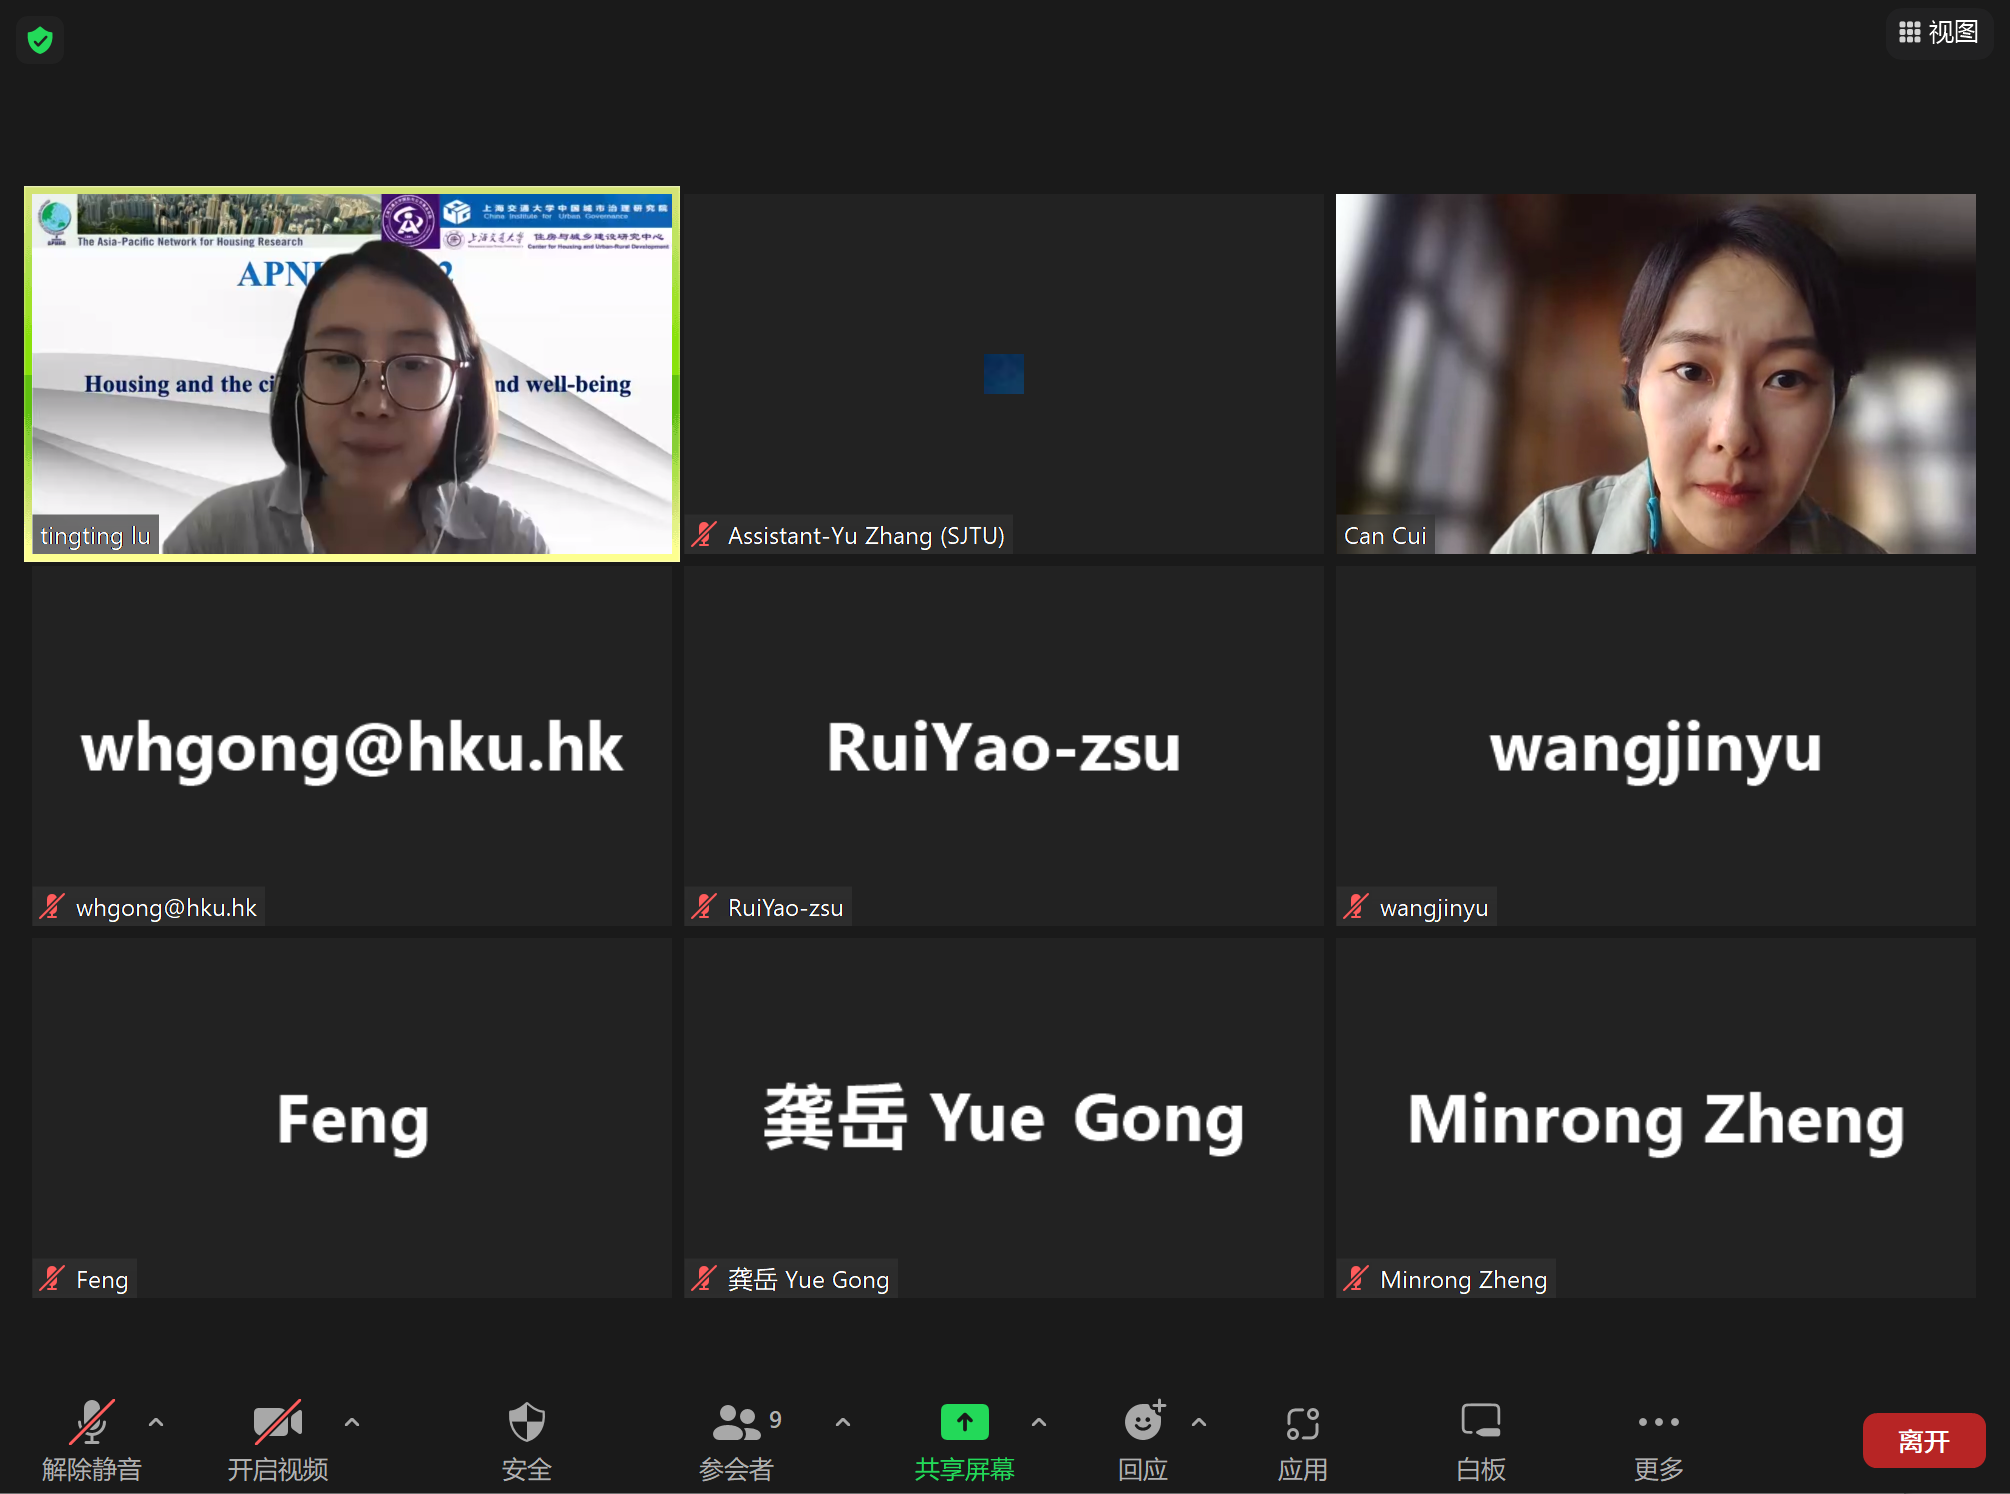 视图
上海交通大学中国城市治理研究院
China Institute for Urban Governance
APNHR
The Asia-Pacific Network for Housing Research
上海交通大学
住房与城乡建设研究中心
Center for Housing and Urban-Rural Development
APN
2
Housing and the ci
nd well-being
tingting lu
Assistant-Yu Zhang (SJTU)
Can Cui
whgong@hku.hk
RuiYao-zsu
wangjinyu
whgong@hku.hk
RuiYao-zsu
wangjinyu
Feng
龚岳 Yue Gong
Minrong Zheng
Feng
龚岳 Yue Gong
Minrong Zheng
9
解除静音
开启视频
安全
参会者
共享屏幕
回应
应用
白板
更多
离开